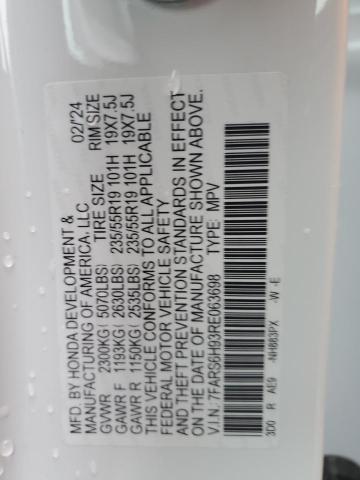 MFD. BY HONDA DEVELOPMENT & 02/'24
MANUFACTURING OF AMERICA, LLC
TIRE SIZE RIM SIZE
GVWR 2300KG( 5070LBS)
GAWR F 1193KG( 2630LBS) 235/55R19 101H 19X7.5J
GAWR R 1150KG( 2535LBS) 235/55R19 101H 19X7.5J
THIS VEHICLE CONFORMS TO ALL APPLICABLE
FEDERAL MOTOR VEHICLE SAFETY
AND THEFT PREVENTION STANDARDS IN EFFECT
ON THE DATE OF MANUFACTURE SHOWN ABOVE.
V.I.N.: 7FARS6H93RE063698 TYPE: MPV
3D0 R AE9 -NH883PX -W -E